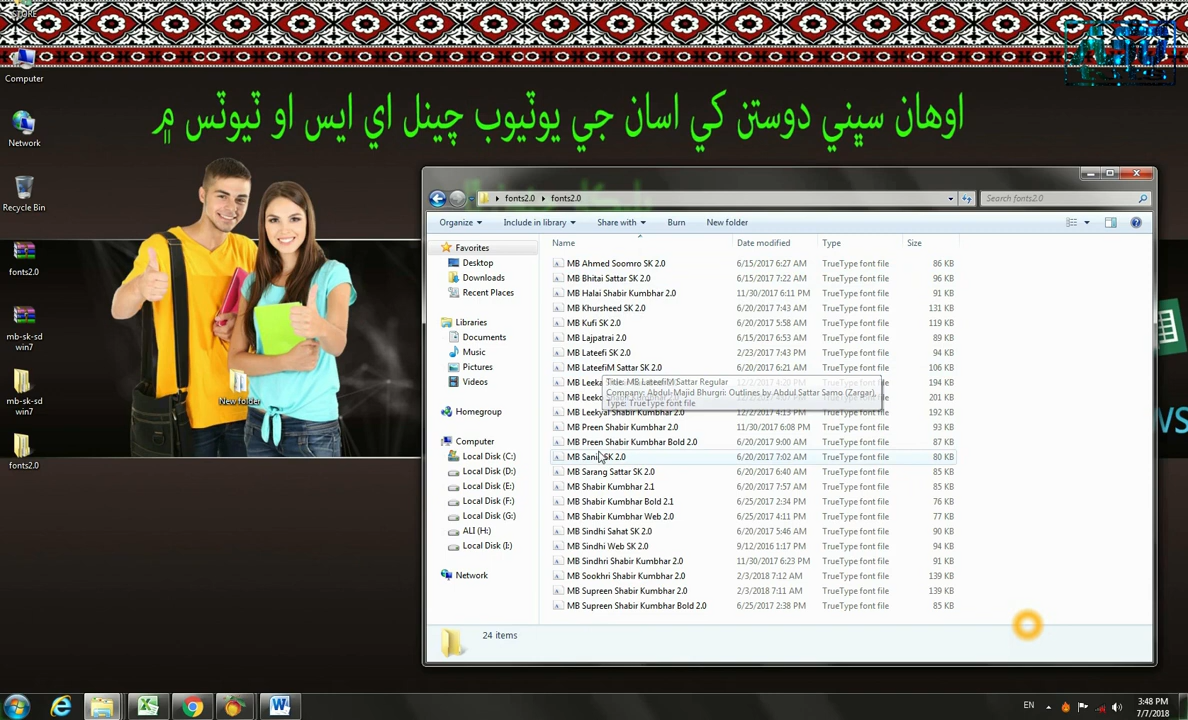 STORE
Computer
Network
Recycle Bin
fonts2.0
mb-sk-sd
win7
mb-sk-sd
win7
fonts2.0
New folder
اوهان سڀني دوستن کي اسان جي يوٽيوب چينل اي ايس او ٽيوٽس ۾
fonts2.0 fonts2.0
Search fonts2.0
Organize Include in library Share with Burn New folder
Favorites
Desktop
Downloads
Recent Places
Libraries
Documents
Music
Pictures
Videos
Homegroup
Computer
Local Disk (C:)
Local Disk (D:)
Local Disk (E:)
Local Disk (F:)
Local Disk (G:)
ALI (H:)
Local Disk (I:)
Network
Name Date modified Type Size
MB Ahmed Soomro SK 2.0 6/15/2017 6:27 AM TrueType font file 86 KB
MB Bhitai Sattar SK 2.0 6/15/2017 7:22 AM TrueType font file 96 KB
MB Halai Shabir Kumbhar 2.0 11/30/2017 6:11 PM TrueType font file 91 KB
MB Khursheed SK 2.0 6/20/2017 7:43 AM TrueType font file 131 KB
MB Kufi SK 2.0 6/20/2017 5:58 AM TrueType font file 119 KB
MB Lajpatrai 2.0 6/15/2017 6:53 AM TrueType font file 89 KB
MB Lateefi SK 2.0 2/23/2017 7:43 PM TrueType font file 94 KB
MB LateefiM Sattar SK 2.0 6/20/2017 6:21 AM TrueType font file 106 KB
MB Leeka 194 KB
Title: MB LateefiM Sattar Regular
Company: Abdul-Majid Bhurgri: Outlines by Abdul Sattar Samo (Zargar),
Type: TrueType font file
MB Leeko 201 KB
MB Leekyal Shabir Kumbhar 2.0 12/2/2017 TrueType font file 192 KB
MB Preen Shabir Kumbhar 2.0 11/30/2017 6:08 PM TrueType font file 93 KB
MB Preen Shabir Kumbhar Bold 2.0 6/20/2017 9:00 AM TrueType font file 87 KB
MB Sania SK 2.0 6/20/2017 7:02 AM TrueType font file 80 KB
MB Sarang Sattar SK 2.0 6/20/2017 6:40 AM TrueType font file 85 KB
MB Shabir Kumbhar 2.1 6/20/2017 7:57 AM TrueType font file 85 KB
MB Shabir Kumbhar Bold 2.1 6/25/2017 2:34 PM TrueType font file 76 KB
MB Shabir Kumbhar Web 2.0 6/25/2017 4:11 PM TrueType font file 77 KB
MB Sindhi Sahat SK 2.0 6/20/2017 5:46 AM TrueType font file 90 KB
MB Sindhi Web SK 2.0 9/12/2016 1:17 PM TrueType font file 94 KB
MB Sindhri Shabir Kumbhar 2.0 11/30/2017 6:23 PM TrueType font file 91 KB
MB Sookhri Shabir Kumbhar 2.0 2/3/2018 7:12 AM TrueType font file 139 KB
MB Supreen Shabir Kumbhar 2.0 2/3/2018 7:11 AM TrueType font file 139 KB
MB Supreen Shabir Kumbhar Bold 2.0 6/25/2017 2:38 PM TrueType font file 85 KB
24 items
EN
3:48 PM
7/7/2018